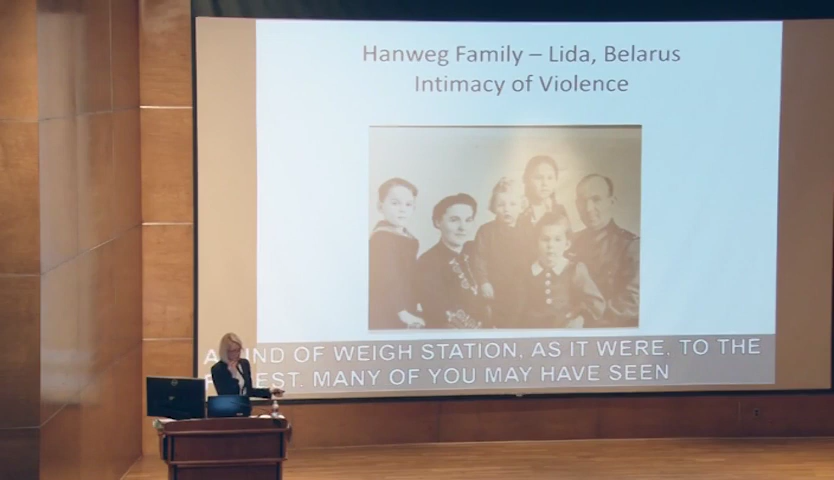 Hanweg Family – Lida, Belarus
Intimacy of Violence
A KIND OF WEIGH STATION, AS IT WERE, TO THE
MANY OF YOU MAY HAVE SEEN